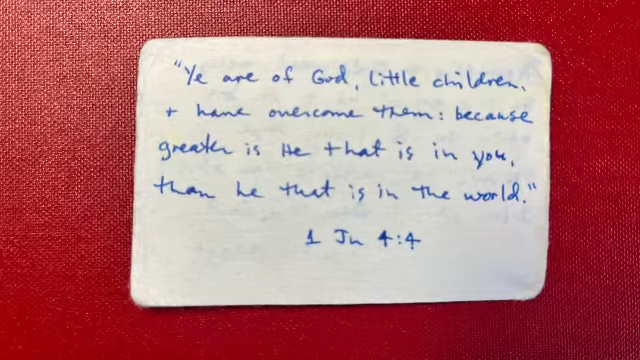 "Ye are of God, little children,
+ have overcome them: because
greater is He that is in you,
than he that is in the world."
1 Jn 4:4